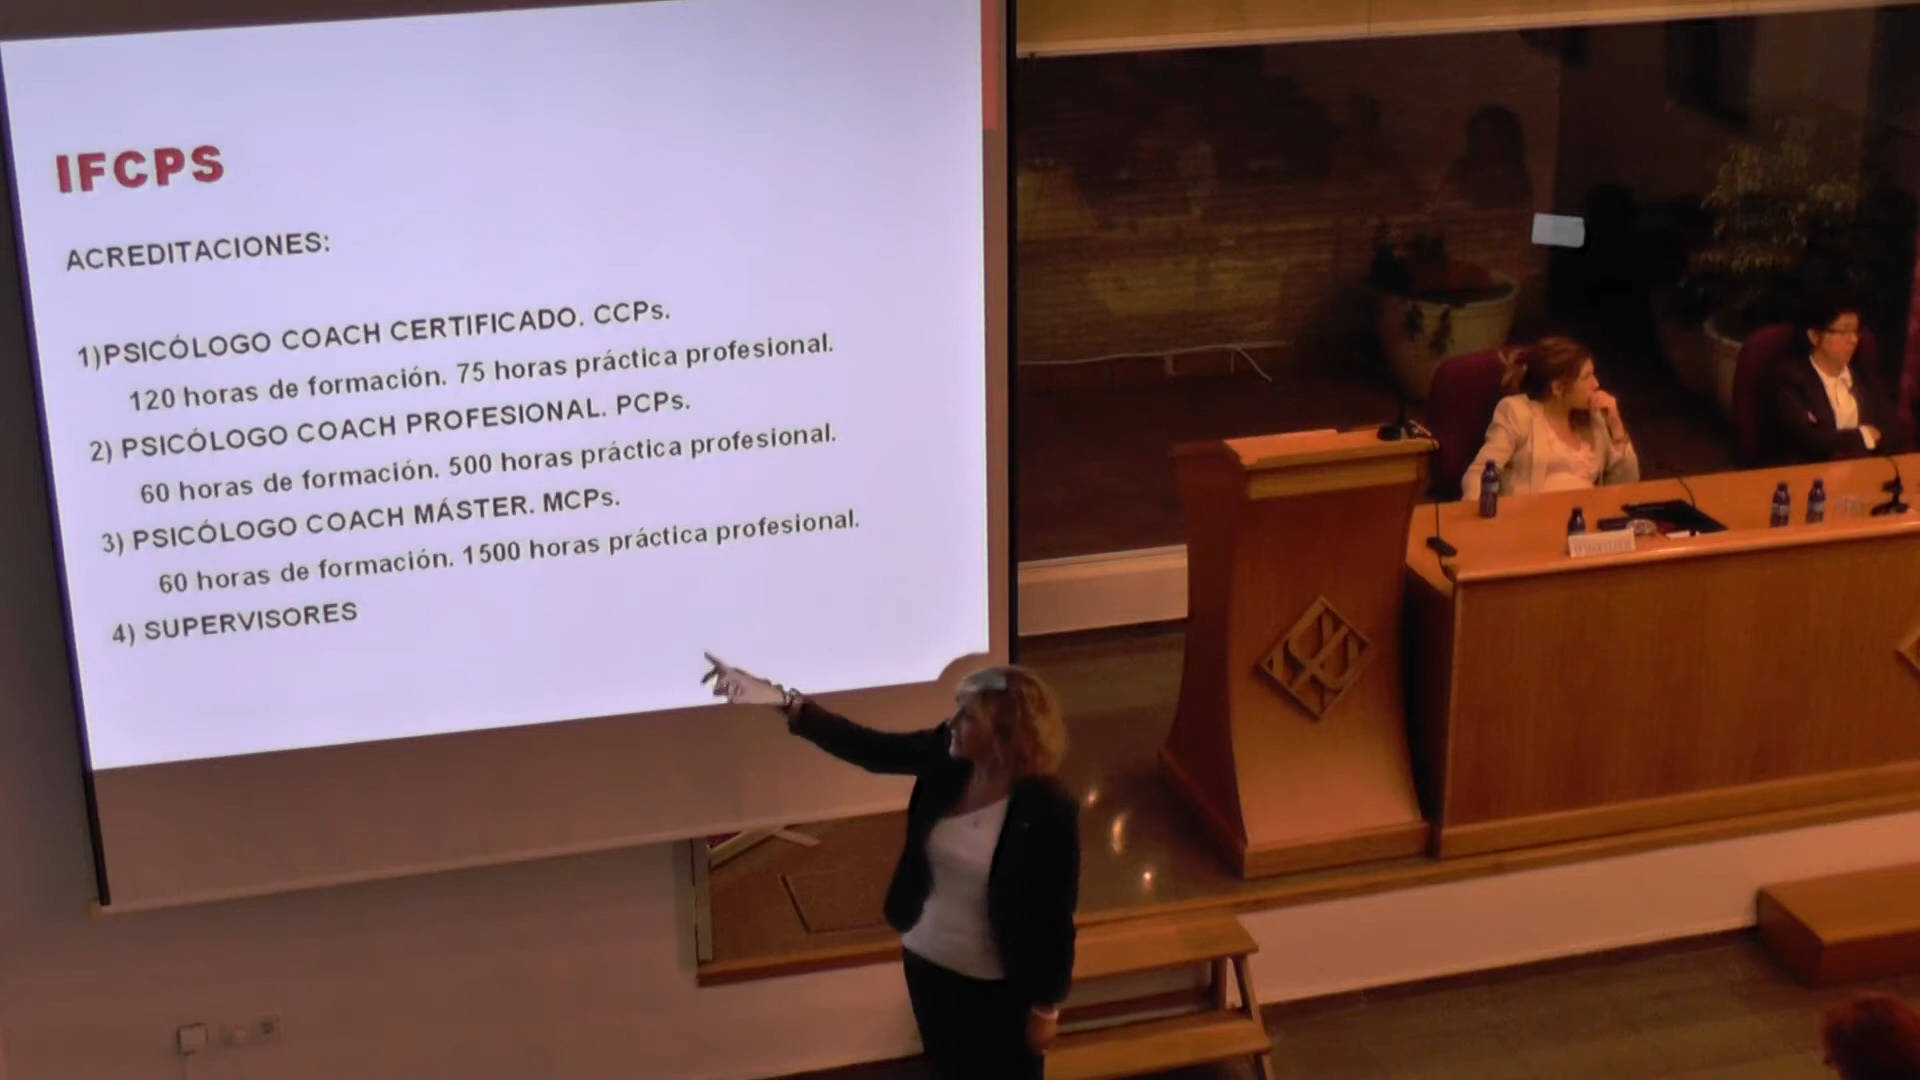 IFCPS
ACREDITACIONES:
1)PSICÓLOGO COACH CERTIFICADO. CCPs.
120 horas de formación. 75 horas práctica profesional.
2) PSICÓLOGO COACH PROFESIONAL. PCPs.
60 horas de formación. 500 horas práctica profesional.
3) PSICÓLOGO COACH MÁSTER. MCPs.
60 horas de formación. 1500 horas práctica profesional.
4) SUPERVISORES